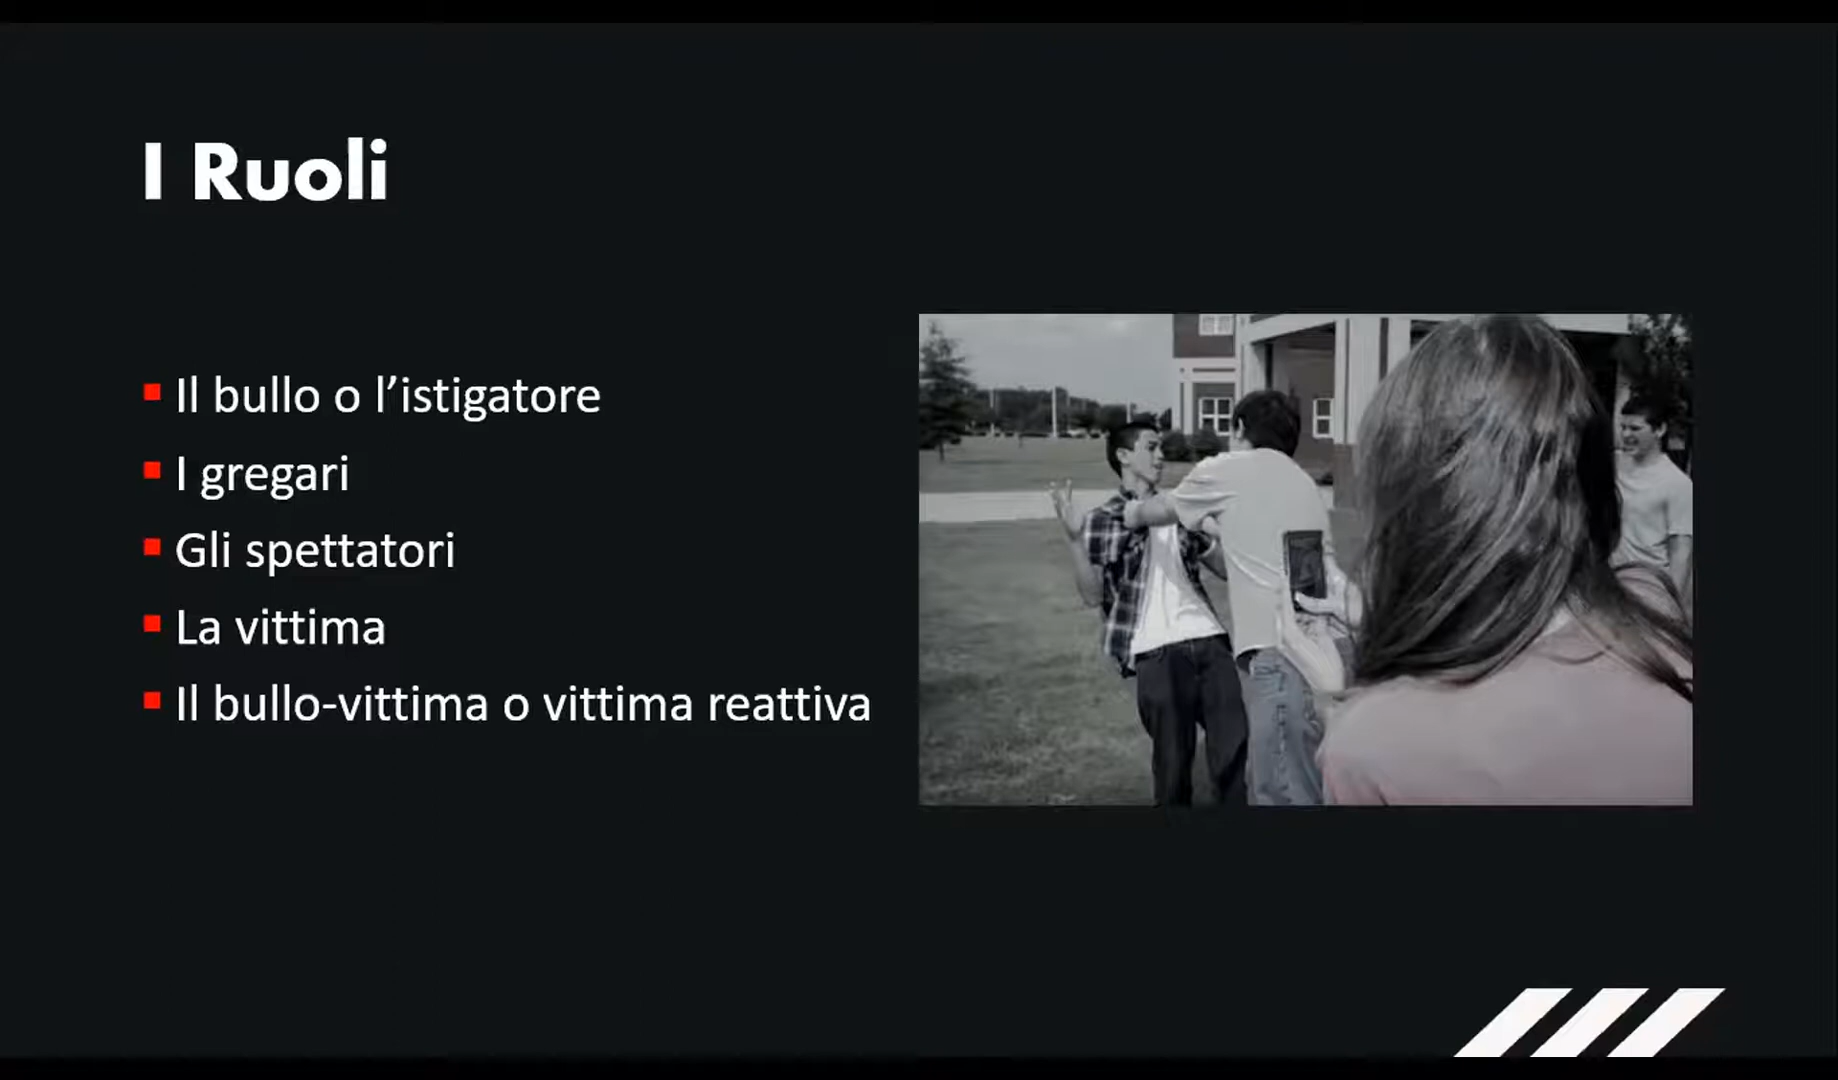 I Ruoli
Il bullo o l’istigatore
I gregari
Gli spettatori
La vittima
Il bullo-vittima o vittima reattiva